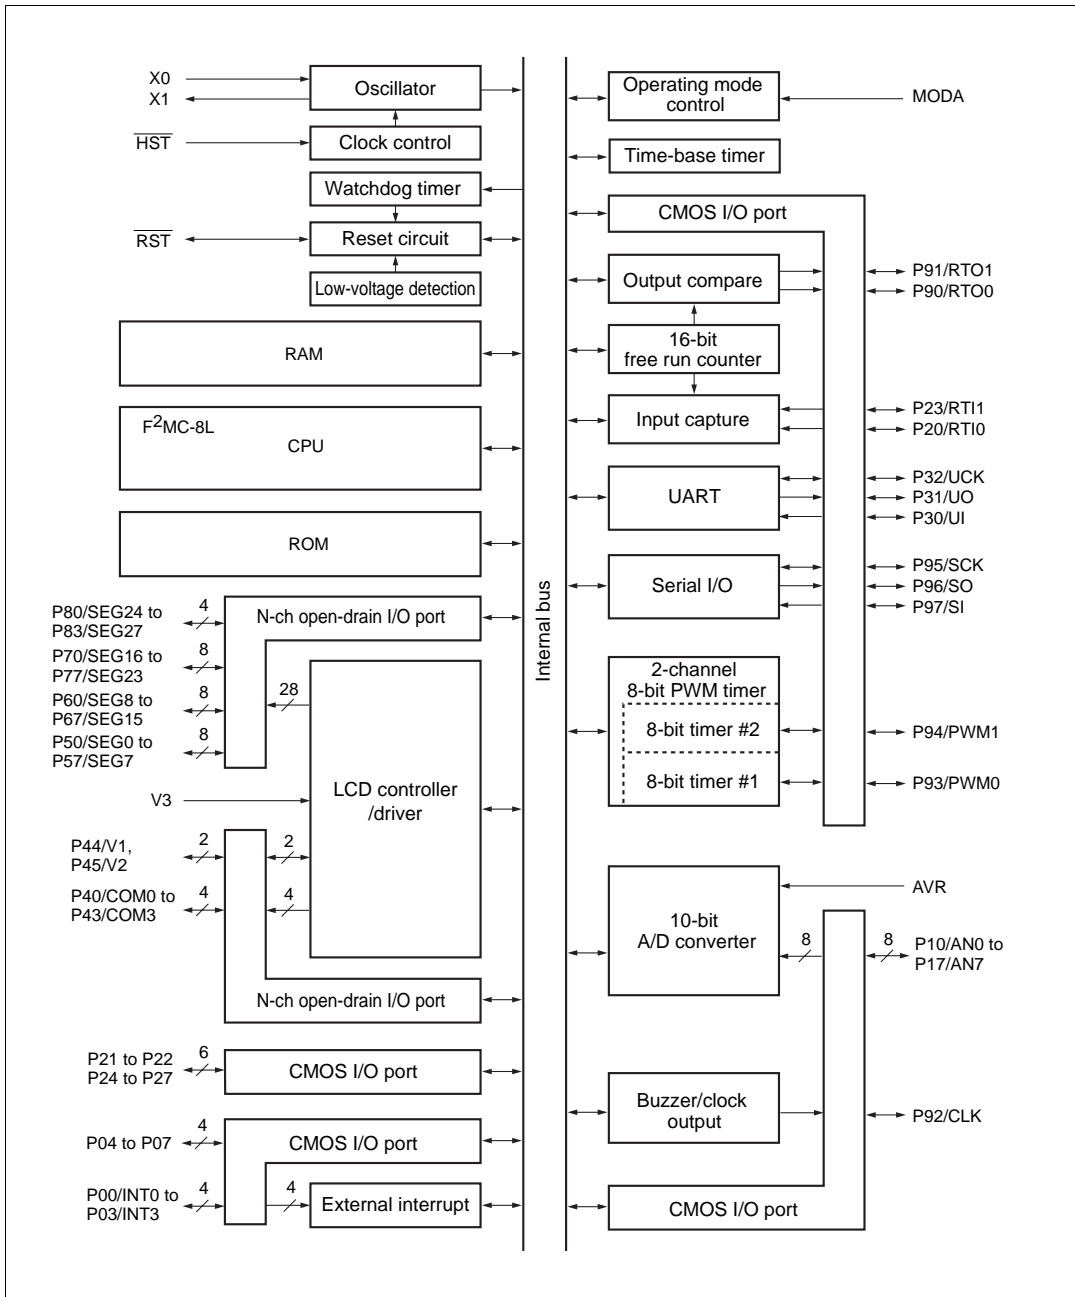 X0
X1
Oscillator
HST
Clock control
Watchdog timer
RST
Reset circuit
Low-voltage detection
RAM
F2MC-8L
CPU
ROM
P80/SEG24 to
P83/SEG27
4
N-ch open-drain I/O port
P70/SEG16 to
P77/SEG23
8
P60/SEG8 to
P67/SEG15
8
28
P50/SEG0 to
P57/SEG7
8
V3
LCD controller
/driver
P44/V1,
P45/V2
2
2
P40/COM0 to
P43/COM3
4
4
N-ch open-drain I/O port
P21 to P22
P24 to P27
6
CMOS I/O port
P04 to P07
4
CMOS I/O port
P00/INT0 to
P03/INT3
4
4
External interrupt
Internal bus
Operating mode
control
MODA
Time-base timer
CMOS I/O port
Output compare
P91/RTO1
P90/RTO0
16-bit
free run counter
Input capture
P23/RTI1
P20/RTI0
UART
P32/UCK
P31/UO
P30/UI
Serial I/O
P95/SCK
P96/SO
P97/SI
2-channel
8-bit PWM timer
8-bit timer #2
P94/PWM1
8-bit timer #1
P93/PWM0
AVR
10-bit
A/D converter
8
8
P10/AN0 to
P17/AN7
Buzzer/clock
output
P92/CLK
CMOS I/O port